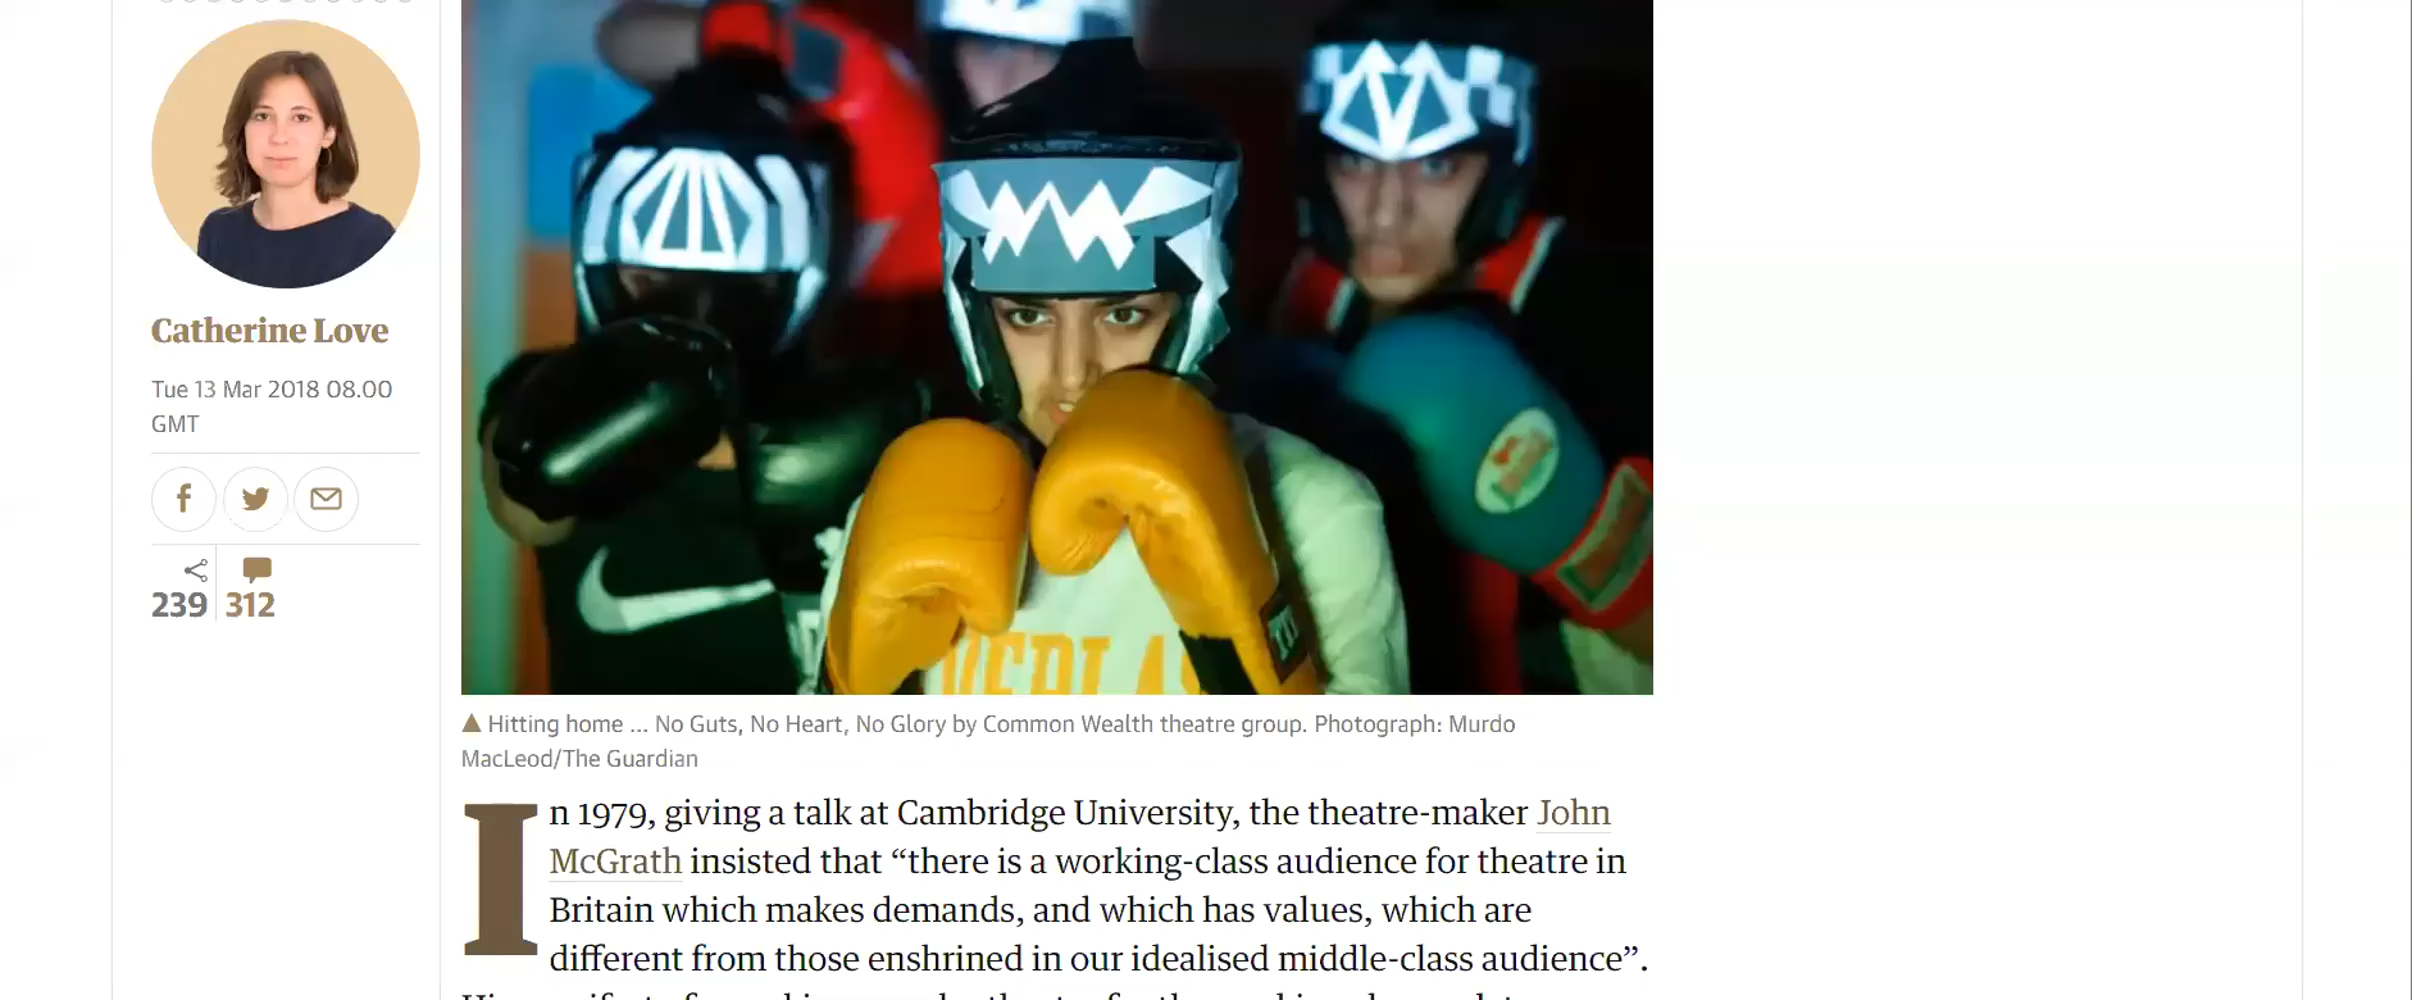 Catherine Love
Tue 13 Mar 2018 08.00
GMT
239 312
Hitting home ... No Guts, No Heart, No Glory by Common Wealth theatre group. Photograph: Murdo
MacLeod/The Guardian
In 1979, giving a talk at Cambridge University, the theatre-maker John
McGrath insisted that “there is a working-class audience for theatre in
Britain which makes demands, and which has values, which are
different from those enshrined in our idealised middle-class audience”.